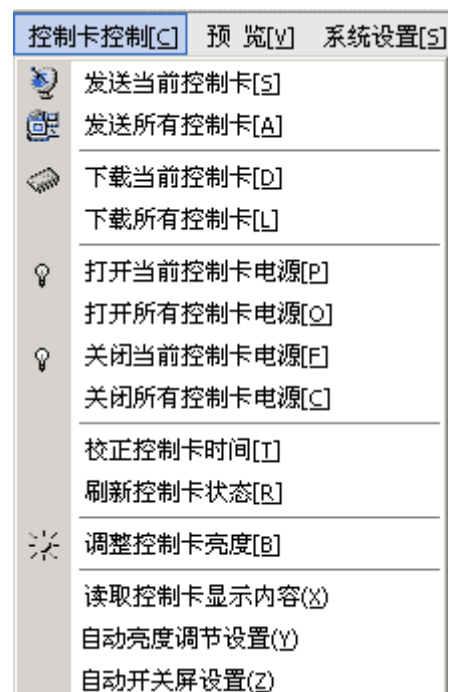 控制卡控制[C] 预 览[V] 系统设置[S]
发送当前控制卡[S]
发送所有控制卡[A]
下载当前控制卡[D]
下载所有控制卡[L]
打开当前控制卡电源[P]
打开所有控制卡电源[O]
关闭当前控制卡电源[F]
关闭所有控制卡电源[C]
校正控制卡时间[T]
刷新控制卡状态[R]
调整控制卡亮度[B]
读取控制卡显示内容(X)
自动亮度调节设置(Y)
自动开关屏设置(Z)